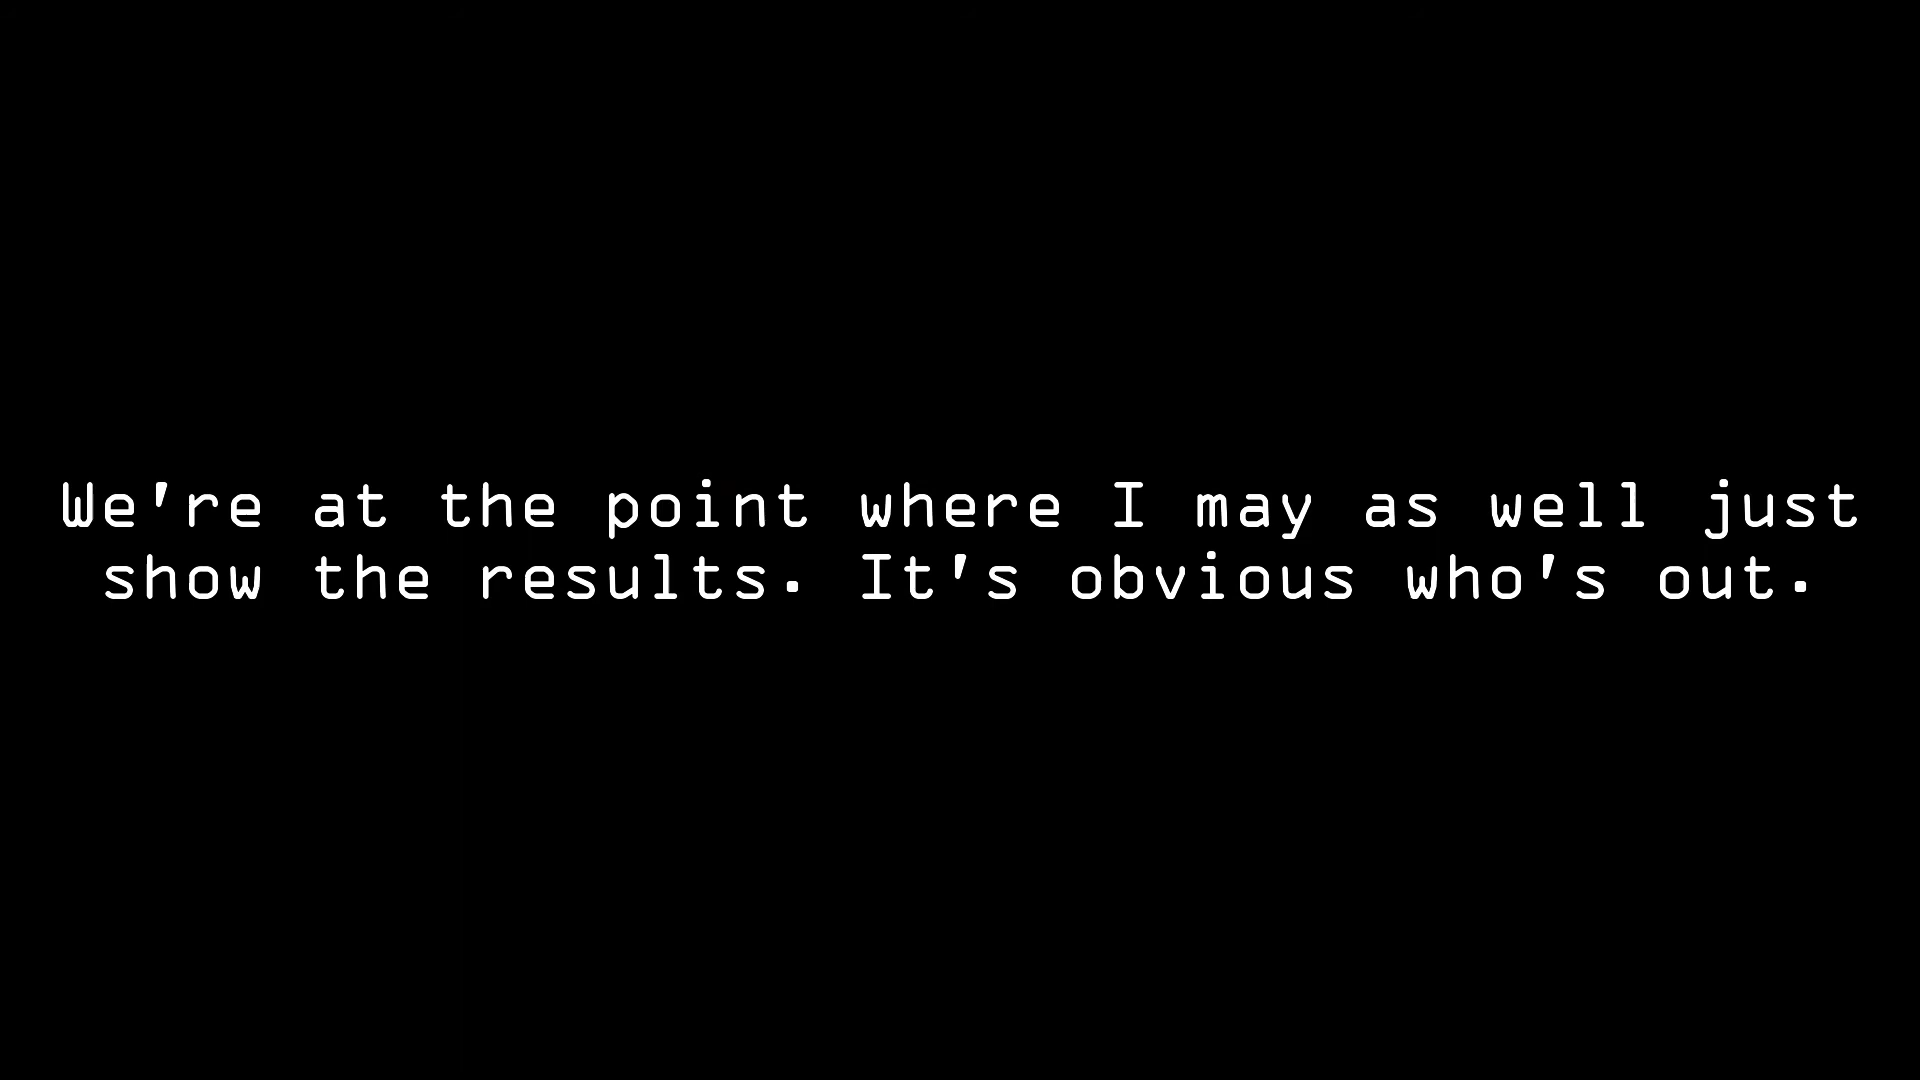 We're at the point where I may as well just
show the results. It's obvious who's out.